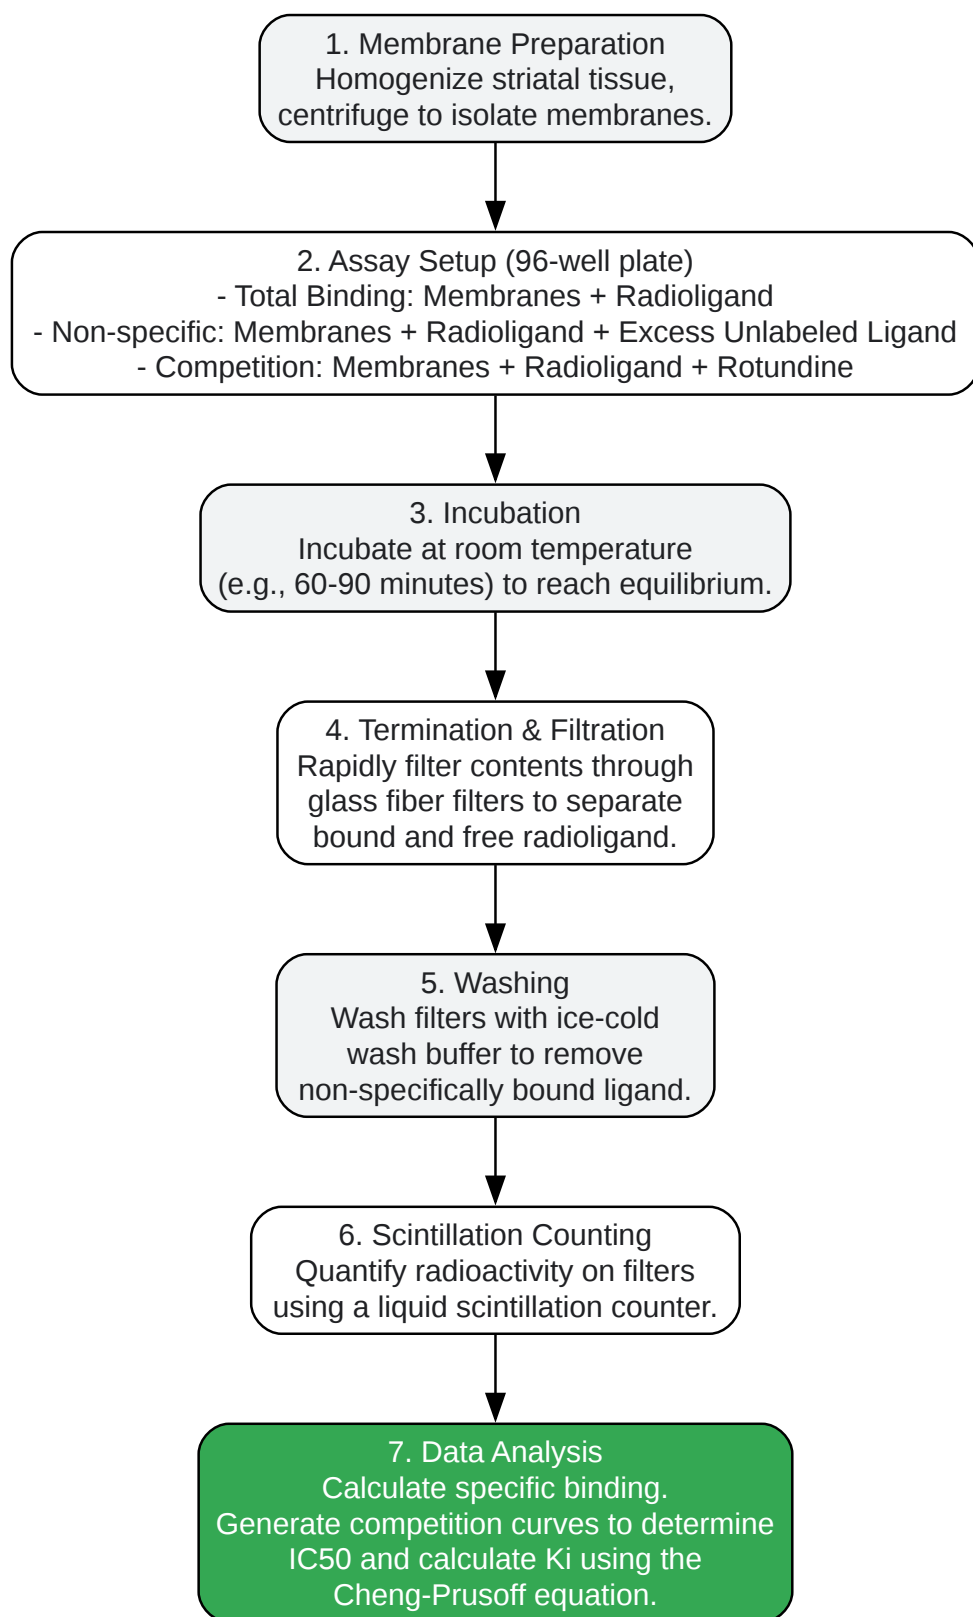 1. Membrane Preparation
Homogenize striatal tissue,
centrifuge to isolate membranes.
2. Assay Setup (96-well plate)
- Total Binding: Membranes + Radioligand
- Non-specific: Membranes + Radioligand + Excess Unlabeled Ligand
- Competition: Membranes + Radioligand + Rotundine
3. Incubation
Incubate at room temperature
(e.g., 60-90 minutes) to reach equilibrium.
4. Termination & Filtration
Rapidly filter contents through
glass fiber filters to separate
bound and free radioligand.
5. Washing
Wash filters with ice-cold
wash buffer to remove
non-specifically bound ligand.
6. Scintillation Counting
Quantify radioactivity on filters
using a liquid scintillation counter.
7. Data Analysis
Calculate specific binding.
Generate competition curves to determine
IC50 and calculate Ki using the
Cheng-Prusoff equation.